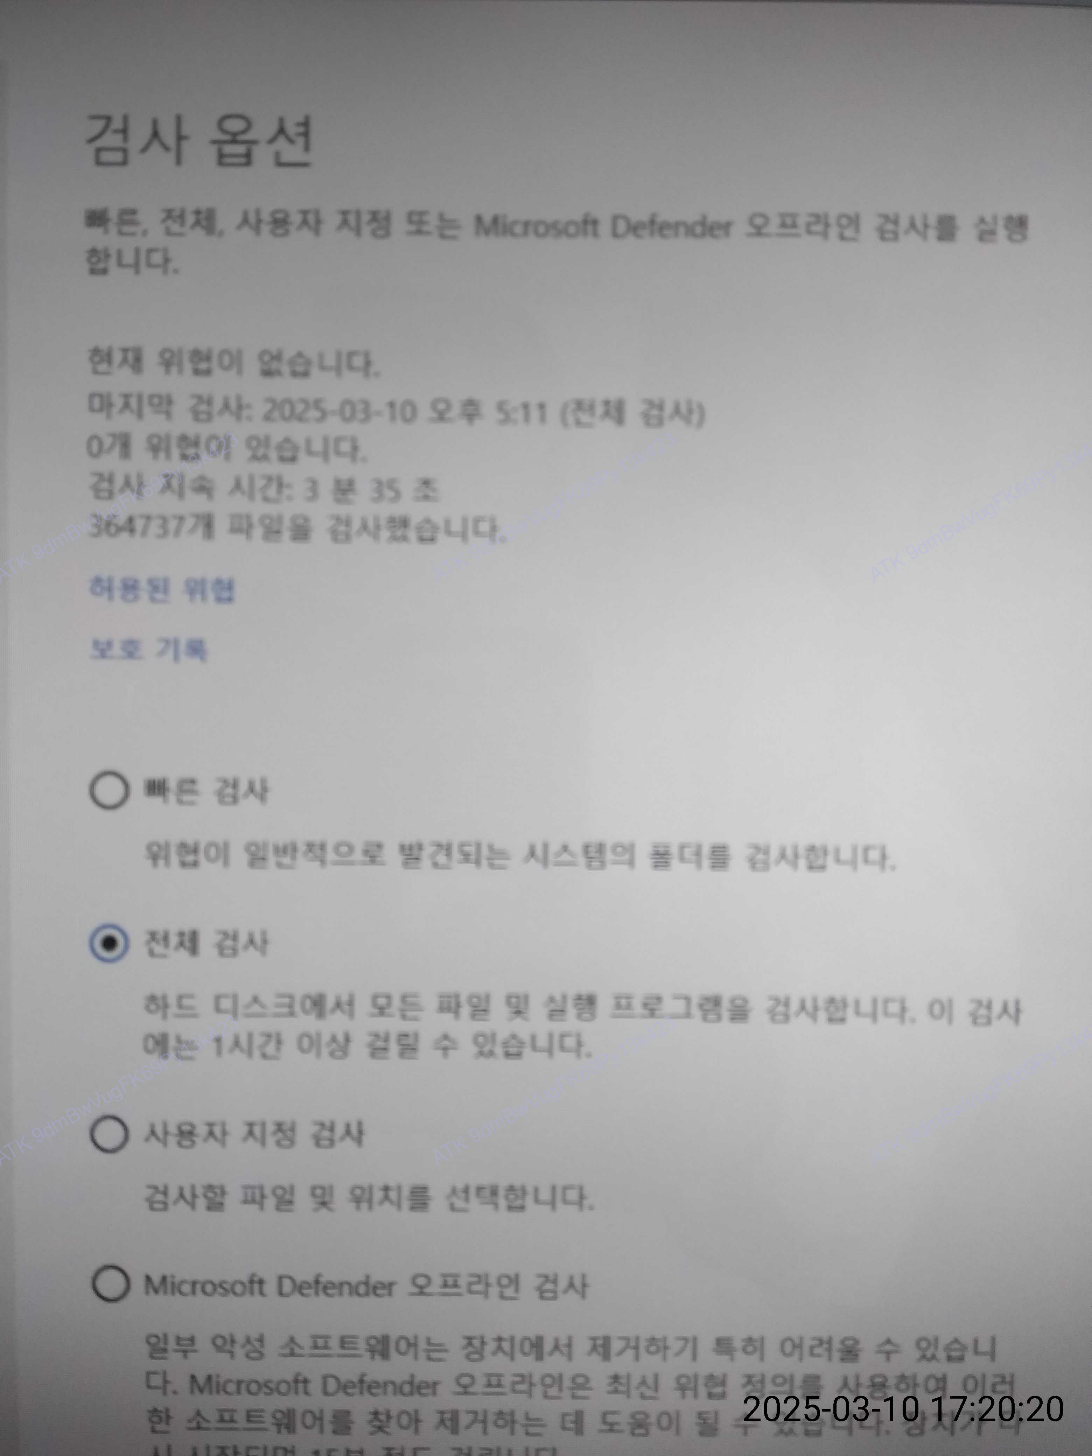 검사 옵션
빠른, 전체, 사용자 지정 또는 Microsoft Defender 오프라인 검사를 실행
합니다.
현재 위협이 없습니다.
마지막 검사: 2025-03-10 오후 5:11 (전체 검사)
0개 위협이 있습니다.
검사 지속 시간: 3 분 35 초
364737개 파일을 검사했습니다.
허용된 위협
보호 기록
빠른 검사
위협이 일반적으로 발견되는 시스템의 폴더를 검사합니다.
전체 검사
하드 디스크에서 모든 파일 및 실행 프로그램을 검사합니다. 이 검사
에는 1시간 이상 걸릴 수 있습니다.
사용자 지정 검사
검사할 파일 및 위치를 선택합니다.
Microsoft Defender 오프라인 검사
일부 악성 소프트웨어는 장치에서 제거하기 특히 어려울 수 있습니
다. Microsoft Defender 오프라인은 최신 위협 정의를 사용하여 이러
한 소프트웨어를 찾아 제거하는 데 도움이 될 수 있습니다.
2025-03-10 17:20:20